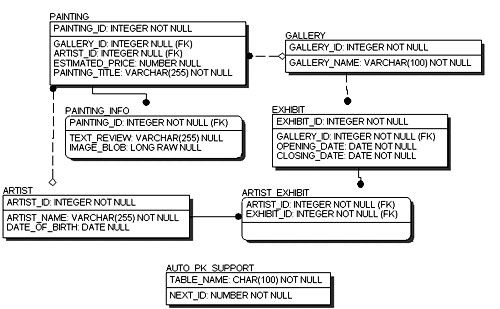 PAINTING
PAINTING_ID: INTEGER NOT NULL
GALLERY_ID: INTEGER NULL (FK)
ARTIST_ID: INTEGER NULL (FK)
ESTIMATED_PRICE: NUMBER NULL
PAINTING_TITLE: VARCHAR(255) NOT NULL
GALLERY
GALLERY_ID: INTEGER NOT NULL
GALLERY_NAME: VARCHAR(100) NOT NULL
PAINTING_INFO
PAINTING_ID: INTEGER NOT NULL (FK)
TEXT_REVIEW: VARCHAR(255) NULL
IMAGE_BLOB: LONG RAW NULL
EXHIBIT
EXHIBIT_ID: INTEGER NOT NULL
GALLERY_ID: INTEGER NOT NULL (FK)
OPENING_DATE: DATE NOT NULL
CLOSING_DATE: DATE NOT NULL
ARTIST
ARTIST_ID: INTEGER NOT NULL
ARTIST_NAME: VARCHAR(255) NOT NULL
DATE_OF_BIRTH: DATE NULL
ARTIST_EXHIBIT
ARTIST_ID: INTEGER NOT NULL (FK)
EXHIBIT_ID: INTEGER NOT NULL (FK)
AUTO_PK_SUPPORT
TABLE_NAME: CHAR(100) NOT NULL
NEXT_ID: NUMBER NOT NULL